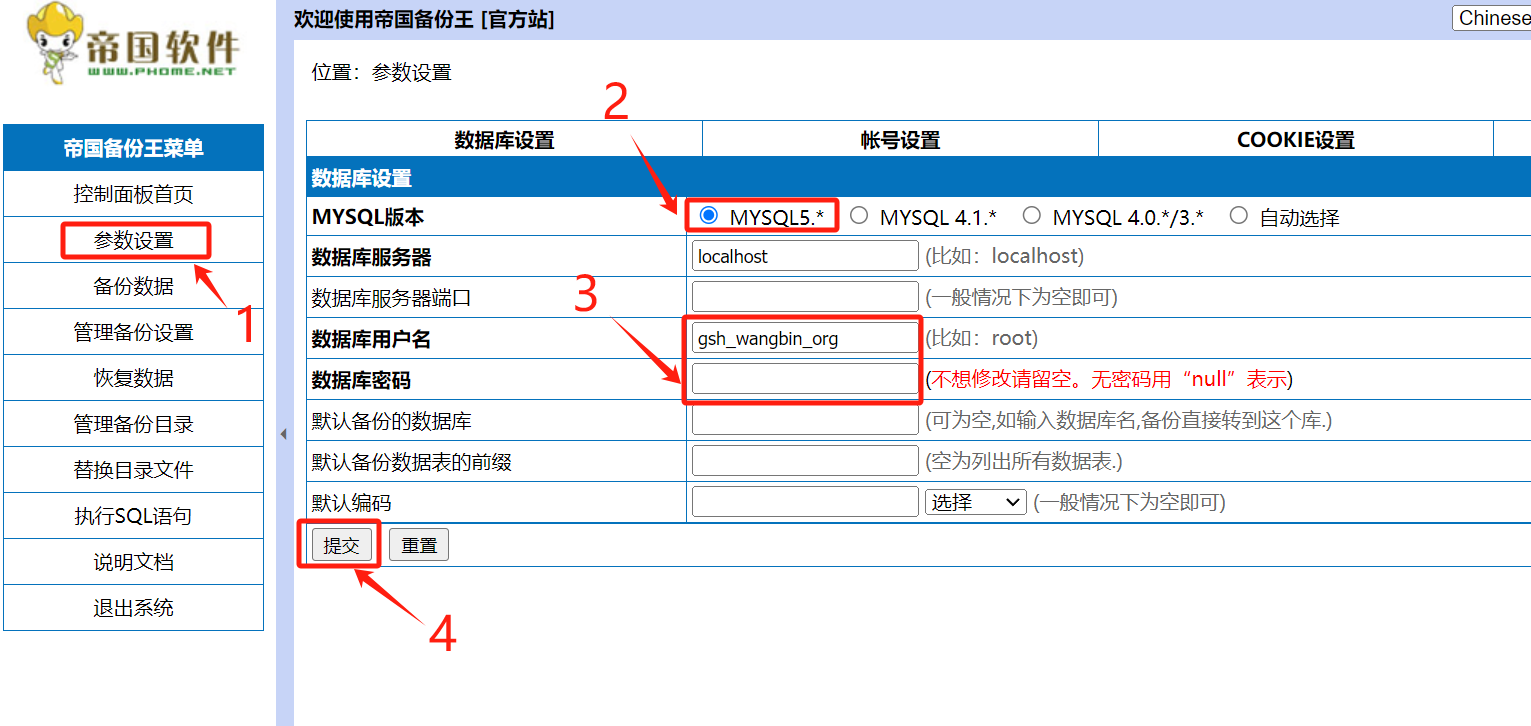 帝国软件
WWW.PHOME.NET
欢迎使用帝国备份王 [官方站]
Chinese
位置：参数设置
帝国备份王菜单
控制面板首页
参数设置
备份数据
管理备份设置
恢复数据
管理备份目录
替换目录文件
执行SQL语句
说明文档
退出系统
1
2
数据库设置 帐号设置 COOKIE设置
数据库设置
MYSQL版本 MYSQL5.* MYSQL 4.1.* MYSQL 4.0.*/3.* 自动选择
数据库服务器 localhost (比如：localhost)
数据库服务器端口 (一般情况下为空即可)
3
数据库用户名 gsh_wangbin_org (比如：root)
数据库密码 (不想修改请留空。无密码用“null”表示)
默认备份的数据库 (可为空,如输入数据库名,备份直接转到这个库.)
默认备份数据表的前缀 (空为列出所有数据表.)
默认编码 选择 (一般情况下为空即可)
提交 重置
4